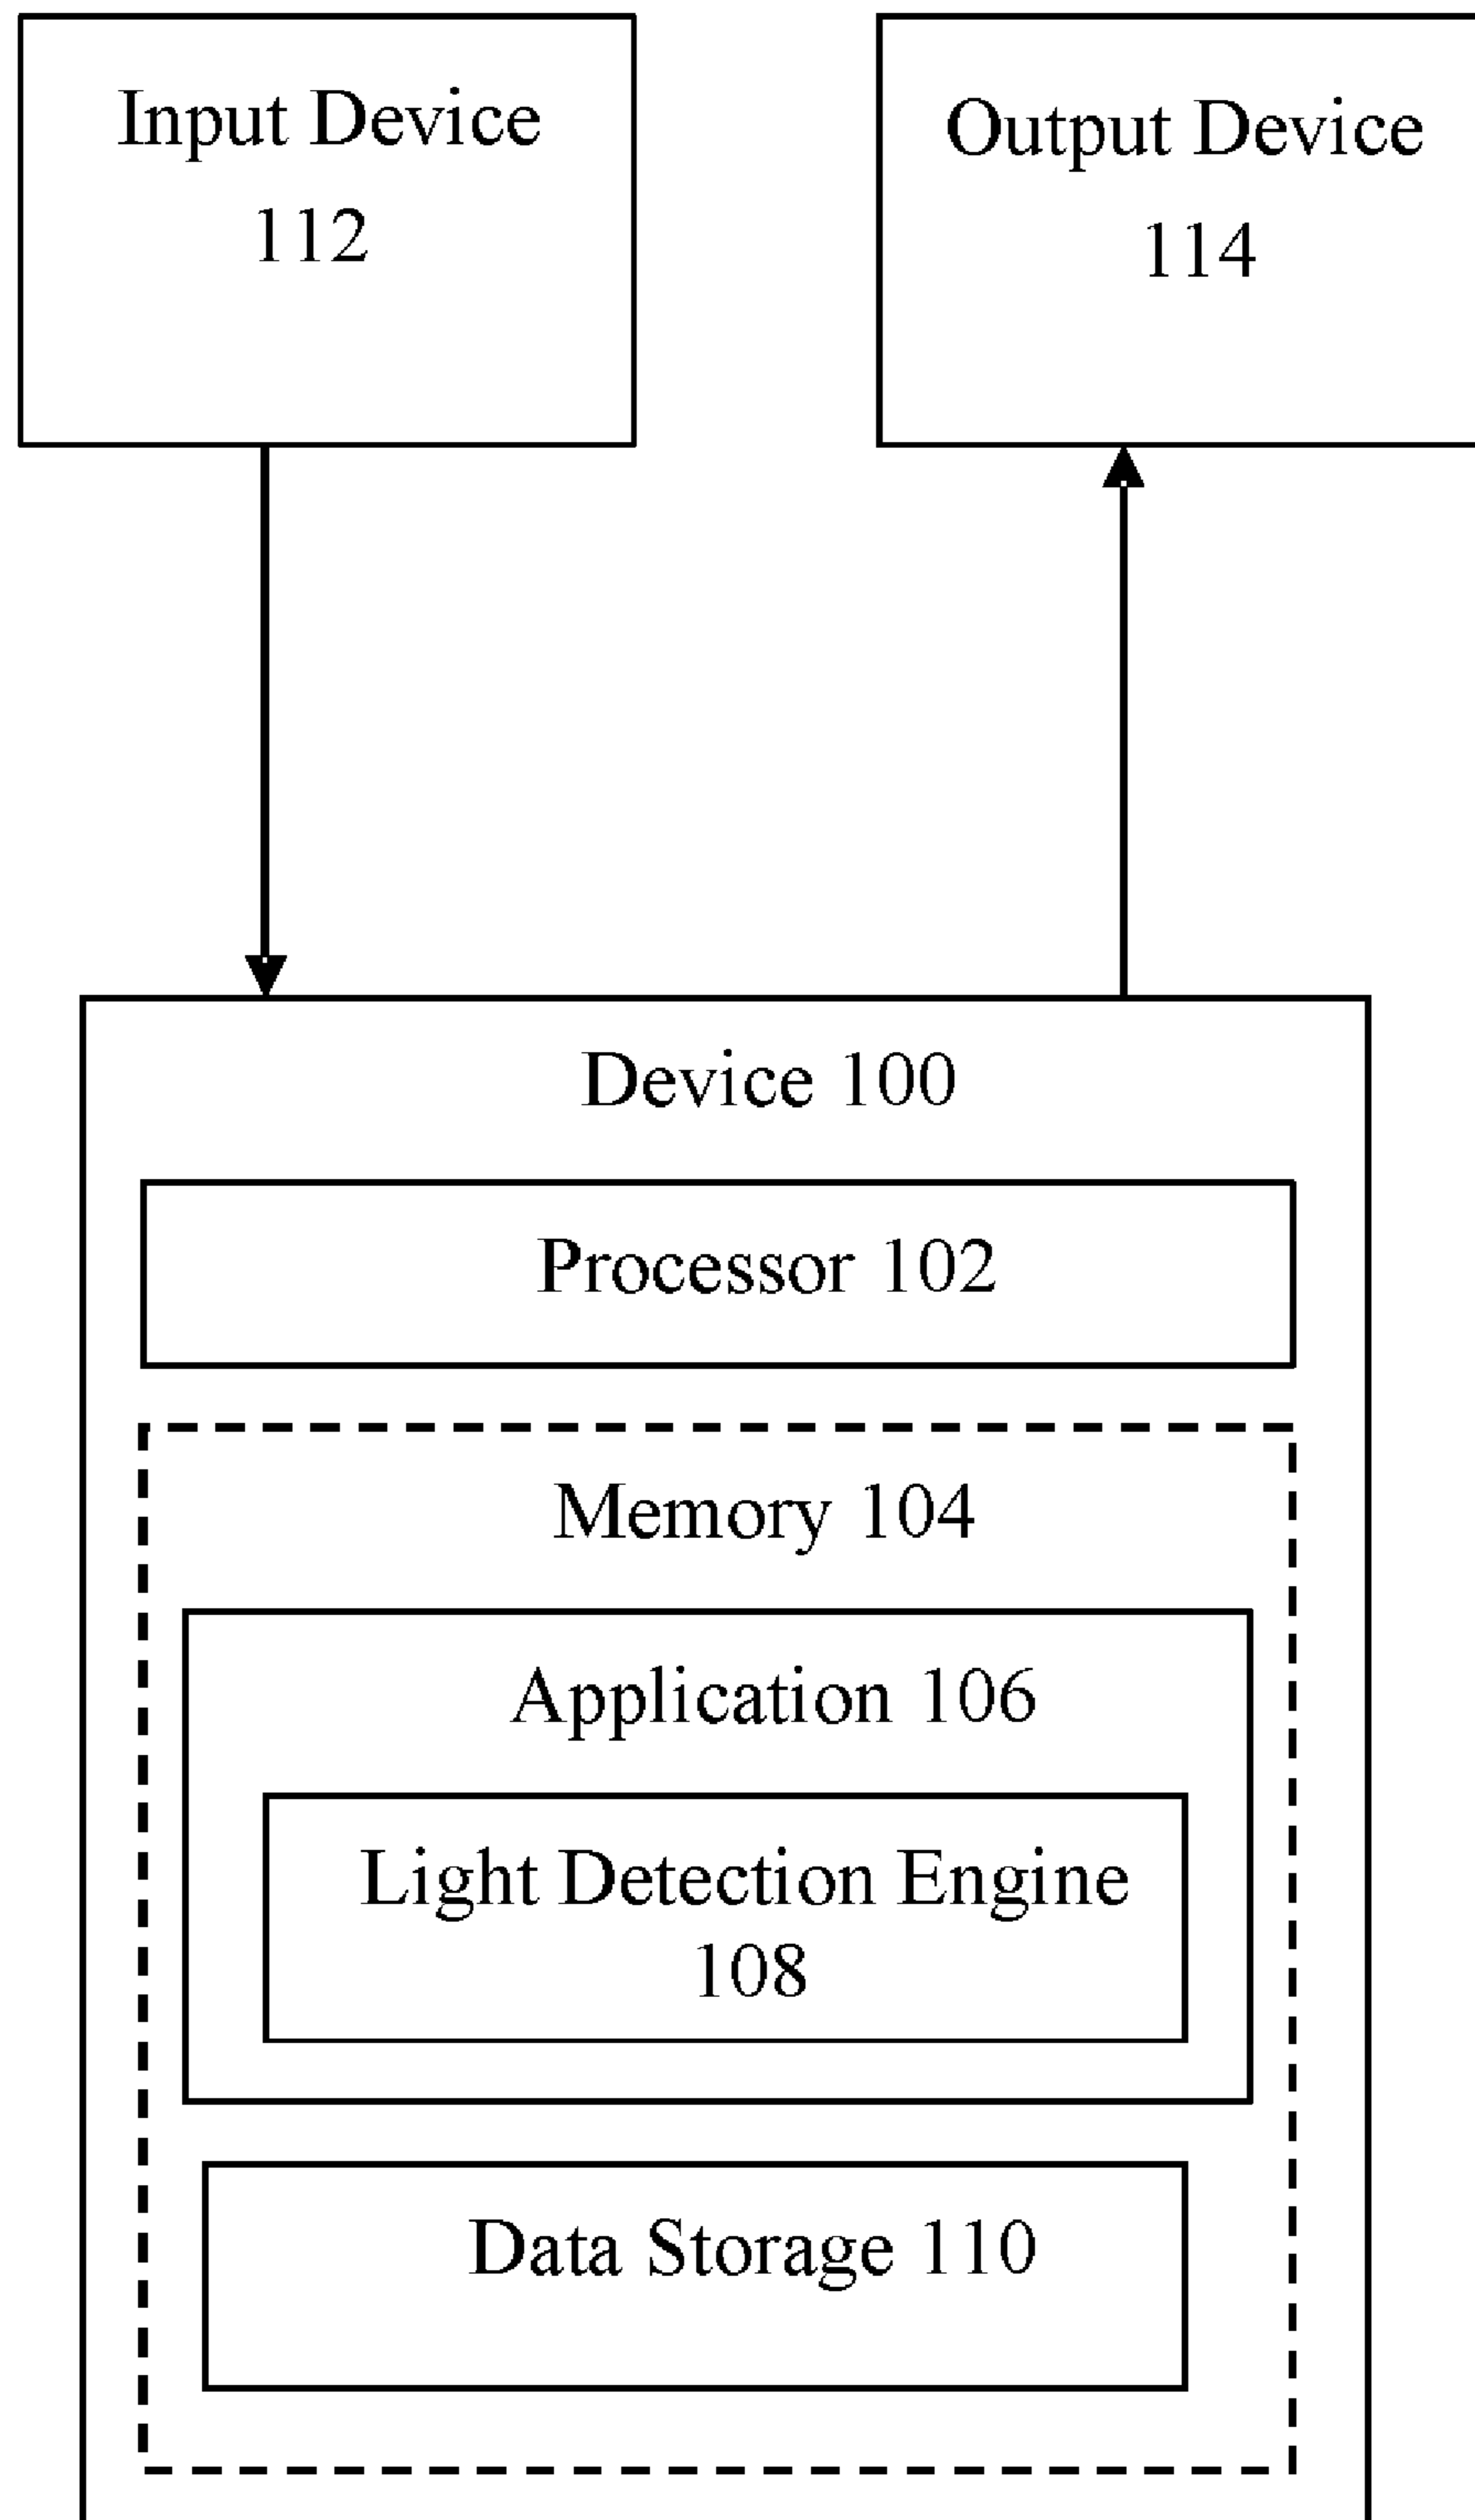 Input Device
112
Output Device
114
Device 100
Processor 102
Memory 104
Application 106
Light Detection Engine
108
Data Storage 110